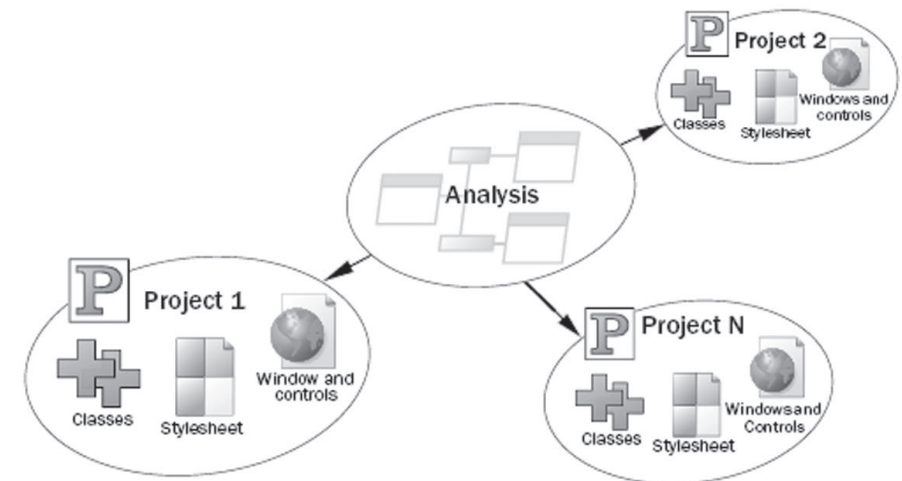 P
Project 2
Classes
Stylesheet
Windows and
controls
Analysis
P
Project 1
Classes
Stylesheet
Window and
controls
P
Project N
Classes
Stylesheet
Windows and
Controls